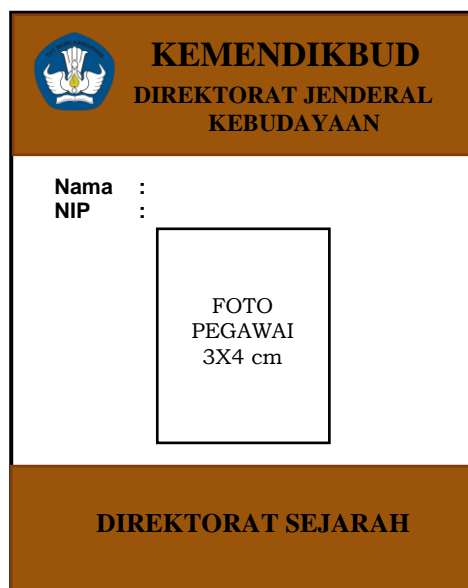 KEMENDIKBUD
DIREKTORAT JENDERAL
KEBUDAYAAN
Nama :
NIP :
FOTO
PEGAWAI
3X4 cm
DIREKTORAT SEJARAH